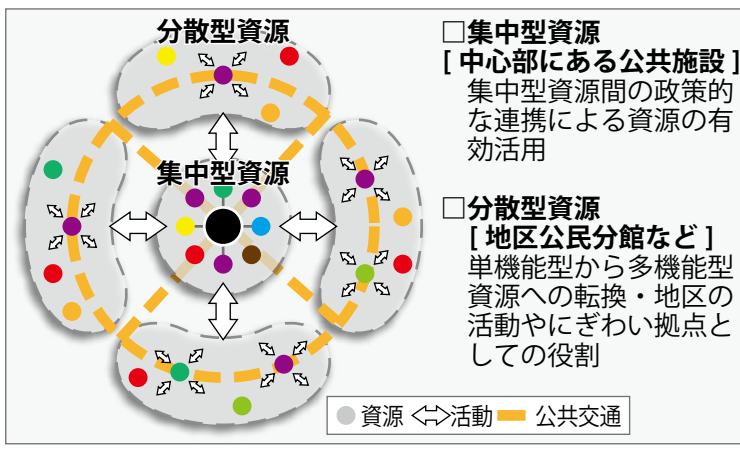 分散型資源
集中型資源
□集中型資源
[ 中心部にある公共施設 ]
集中型資源間の政策的
な連携による資源の有
効活用
□分散型資源
[ 地区公民分館など ]
単機能型から多機能型
資源への転換・地区の
活動やにぎわい拠点と
しての役割
資源 活動 公共交通